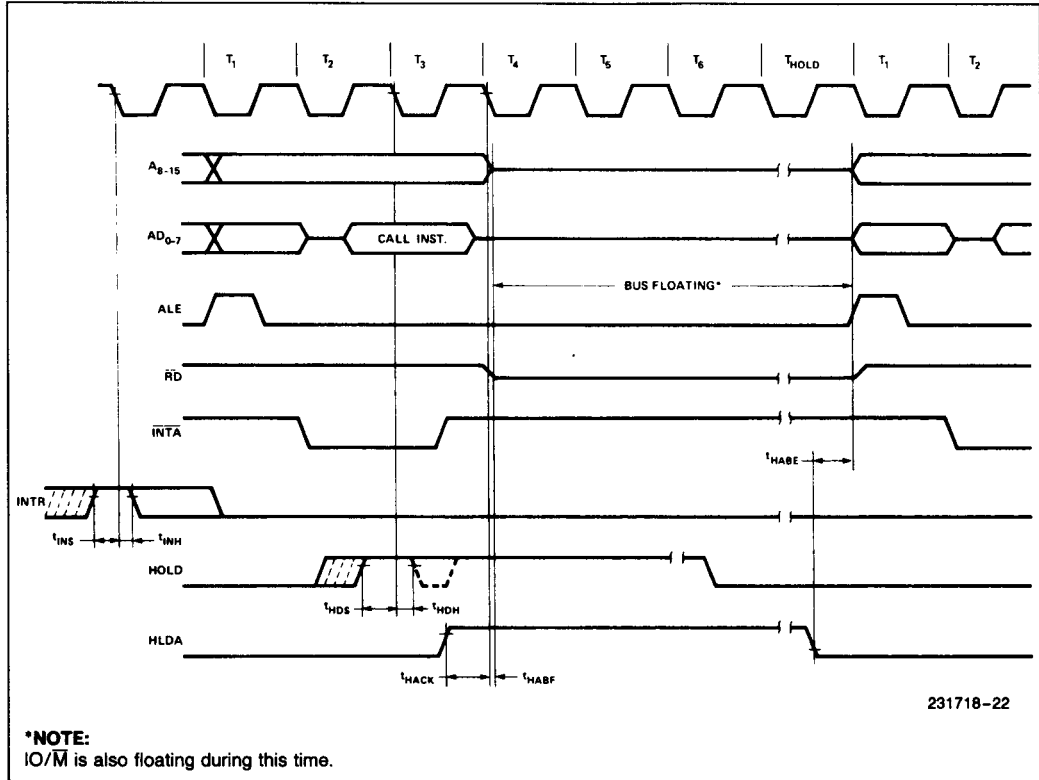 T1 T2 T3 T4 T5 T6 THOLD T1 T2
A8-15
AD0-7
CALL INST.
BUS FLOATING*
ALE
R̅D̅
I̅N̅T̅A̅
tHABE
INTR
tINS
tINH
HOLD
tHDS
tHDH
HLDA
tHACK
tHABF
231718-22
*NOTE:
IO/M̅ is also floating during this time.